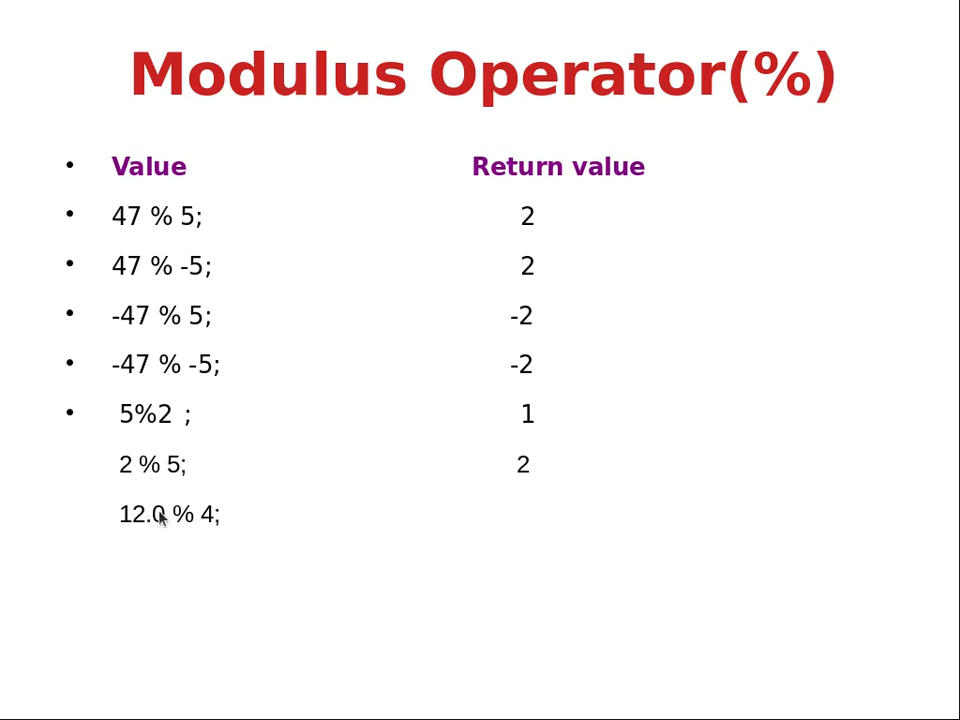 Modulus Operator(%)
• Value Return value
• 47 % 5; 2
• 47 % -5; 2
• -47 % 5; -2
• -47 % -5; -2
• 5%2 ; 1
2 % 5; 2
12.0 % 4;